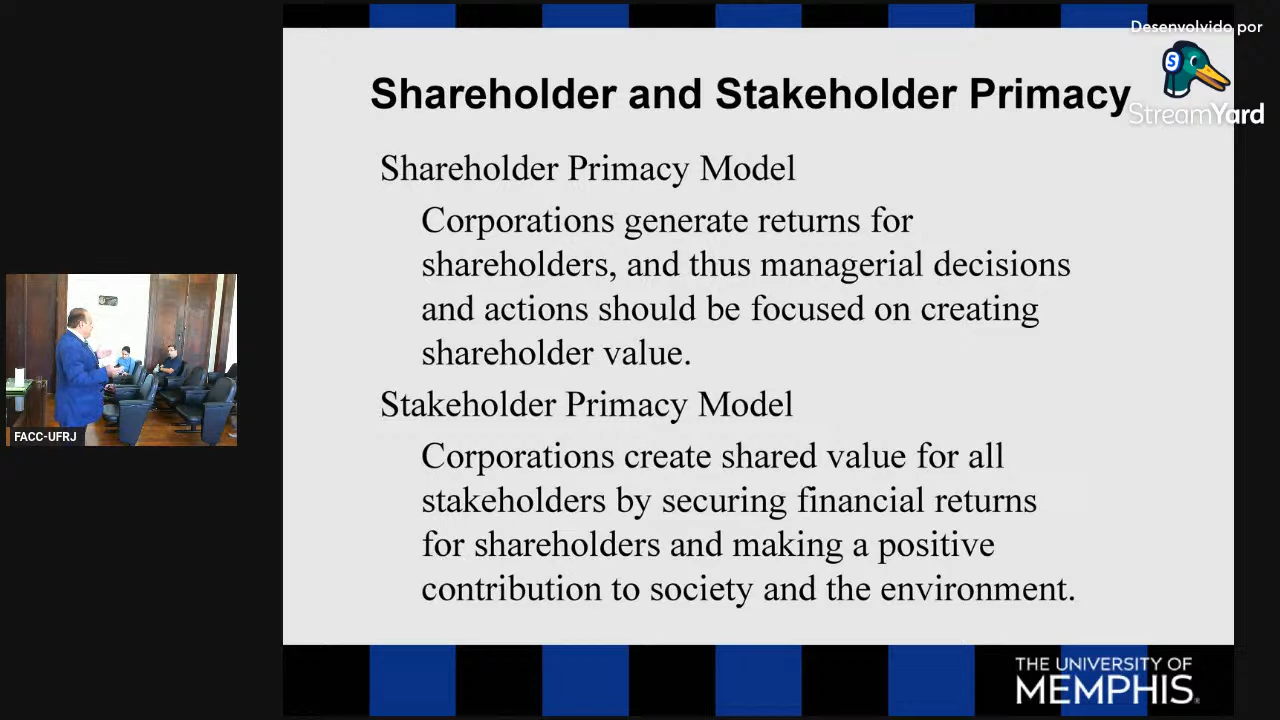 Desenvolvido por
StreamYard
Shareholder and Stakeholder Primacy
Shareholder Primacy Model
Corporations generate returns for
shareholders, and thus managerial decisions
and actions should be focused on creating
shareholder value.
Stakeholder Primacy Model
Corporations create shared value for all
stakeholders by securing financial returns
for shareholders and making a positive
contribution to society and the environment.
FACC-UFRJ
THE UNIVERSITY OF
MEMPHIS